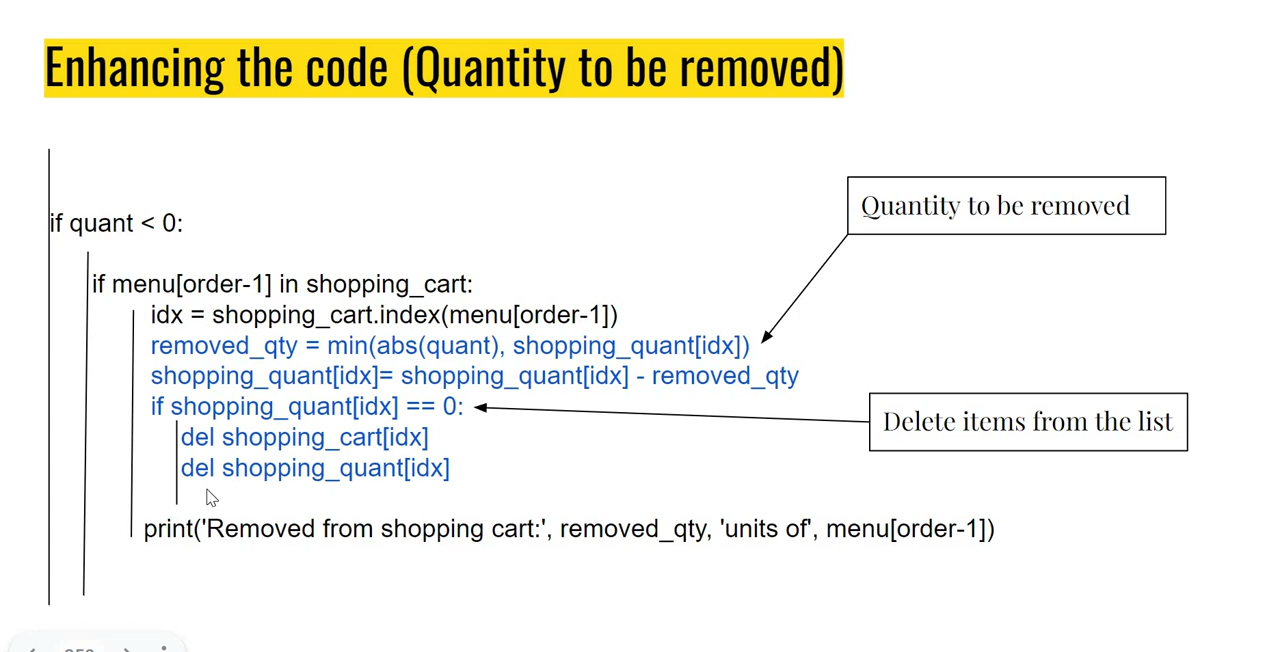 Enhancing the code (Quantity to be removed)
Quantity to be removed
if quant < 0:
if menu[order-1] in shopping_cart:
idx = shopping_cart.index(menu[order-1])
removed_qty = min(abs(quant), shopping_quant[idx])
shopping_quant[idx]= shopping_quant[idx] - removed_qty
if shopping_quant[idx] == 0:
Delete items from the list
del shopping_cart[idx]
del shopping_quant[idx]
print('Removed from shopping cart:', removed_qty, 'units of', menu[order-1])